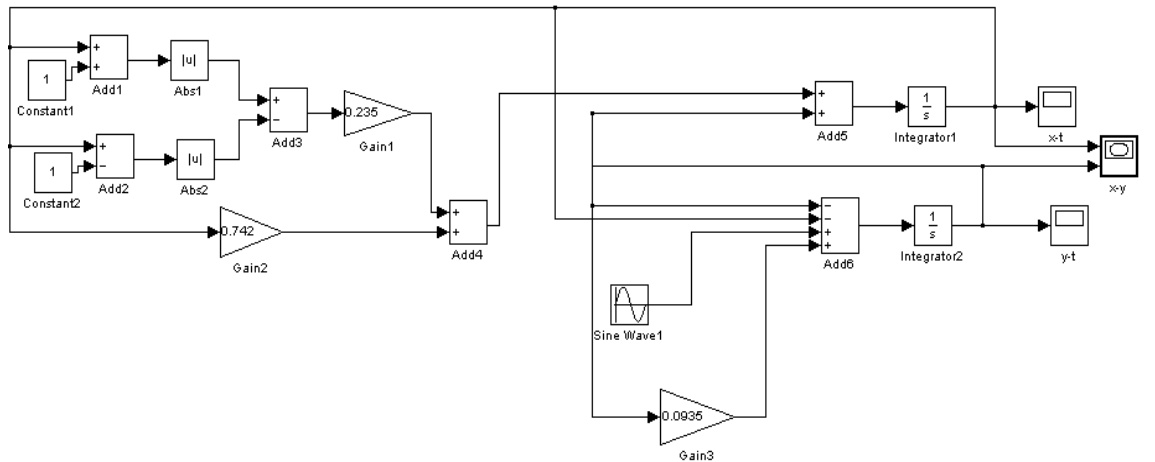 +
+
Add1
1
Constant1
|u|
Abs1
+
−
Add3
0.235
Gain1
+
−
Add2
1
Constant2
|u|
Abs2
0.742
Gain2
+
+
Add4
+
+
Add5
1
s
Integrator1
x-t
x-y
−
−
+
+
Add6
1
s
Integrator2
y-t
Sine Wave1
0.0935
Gain3